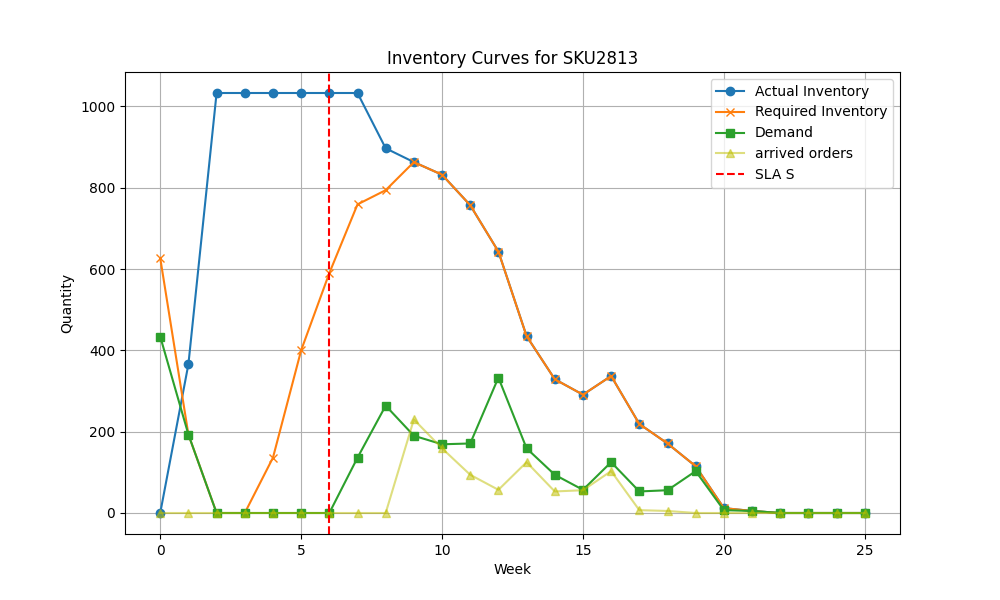 Inventory Curves for SKU2813
Actual Inventory
Required Inventory
Demand
arrived orders
SLA S
Quantity
1000
800
600
400
200
0
0 5 10 15 20 25
Week